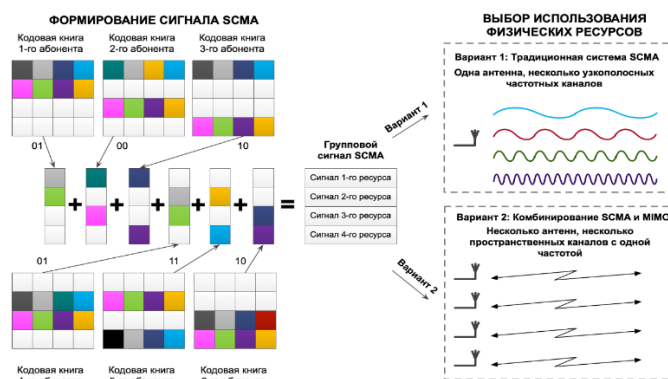 ФОРМИРОВАНИЕ СИГНАЛА SCMA
Кодовая книга
1-го абонента
Кодовая книга
2-го абонента
Кодовая книга
3-го абонента
01
00
10
+
+
+
+
+
=
Групповой
сигнал SCMA
Сигнал 1-го ресурса
Сигнал 2-го ресурса
Сигнал 3-го ресурса
Сигнал 4-го ресурса
01
11
10
Кодовая книга
Кодовая книга
Кодовая книга
Вариант 1
Вариант 2
ВЫБОР ИСПОЛЬЗОВАНИЯ
ФИЗИЧЕСКИХ РЕСУРСОВ
Вариант 1: Традиционная система SCMA
Одна антенна, несколько узкополосных
частотных каналов
Вариант 2: Комбинирование SCMA и MIMO
Несколько антенн, несколько
пространственных каналов с одной
частотой